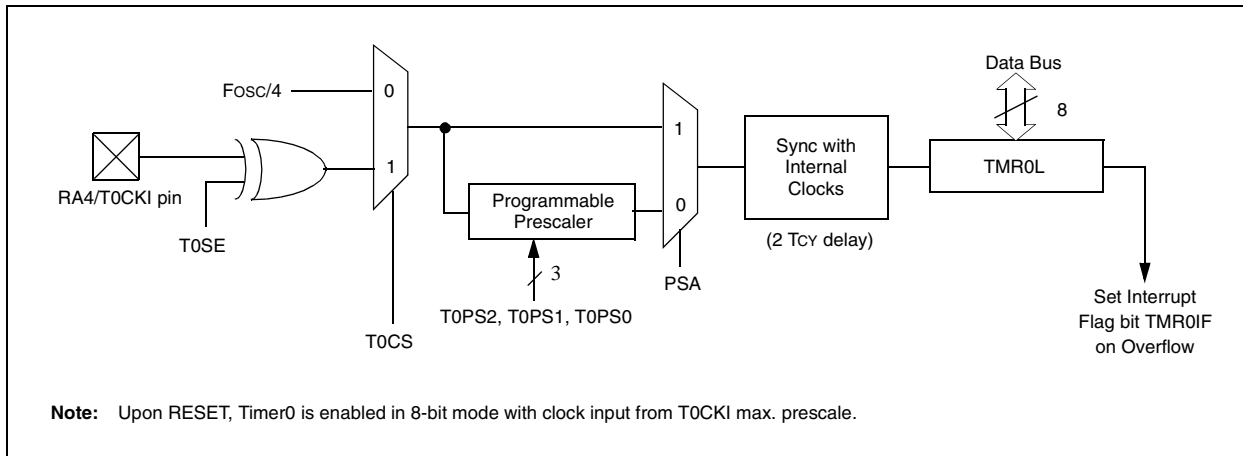 Data Bus
8
FOSC/4
0
1
RA4/T0CKI pin
T0SE
T0CS
Programmable
Prescaler
3
T0PS2, T0PS1, T0PS0
1
0
PSA
Sync with
Internal
Clocks
(2 TCY delay)
TMR0L
Set Interrupt
Flag bit TMR0IF
on Overflow
Note: Upon RESET, Timer0 is enabled in 8-bit mode with clock input from T0CKI max. prescale.